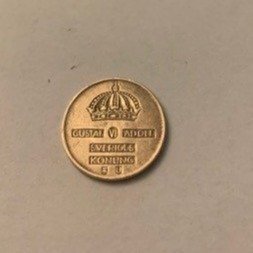 GUSTAF VI ADOLF
SVERIGES
KONUNG